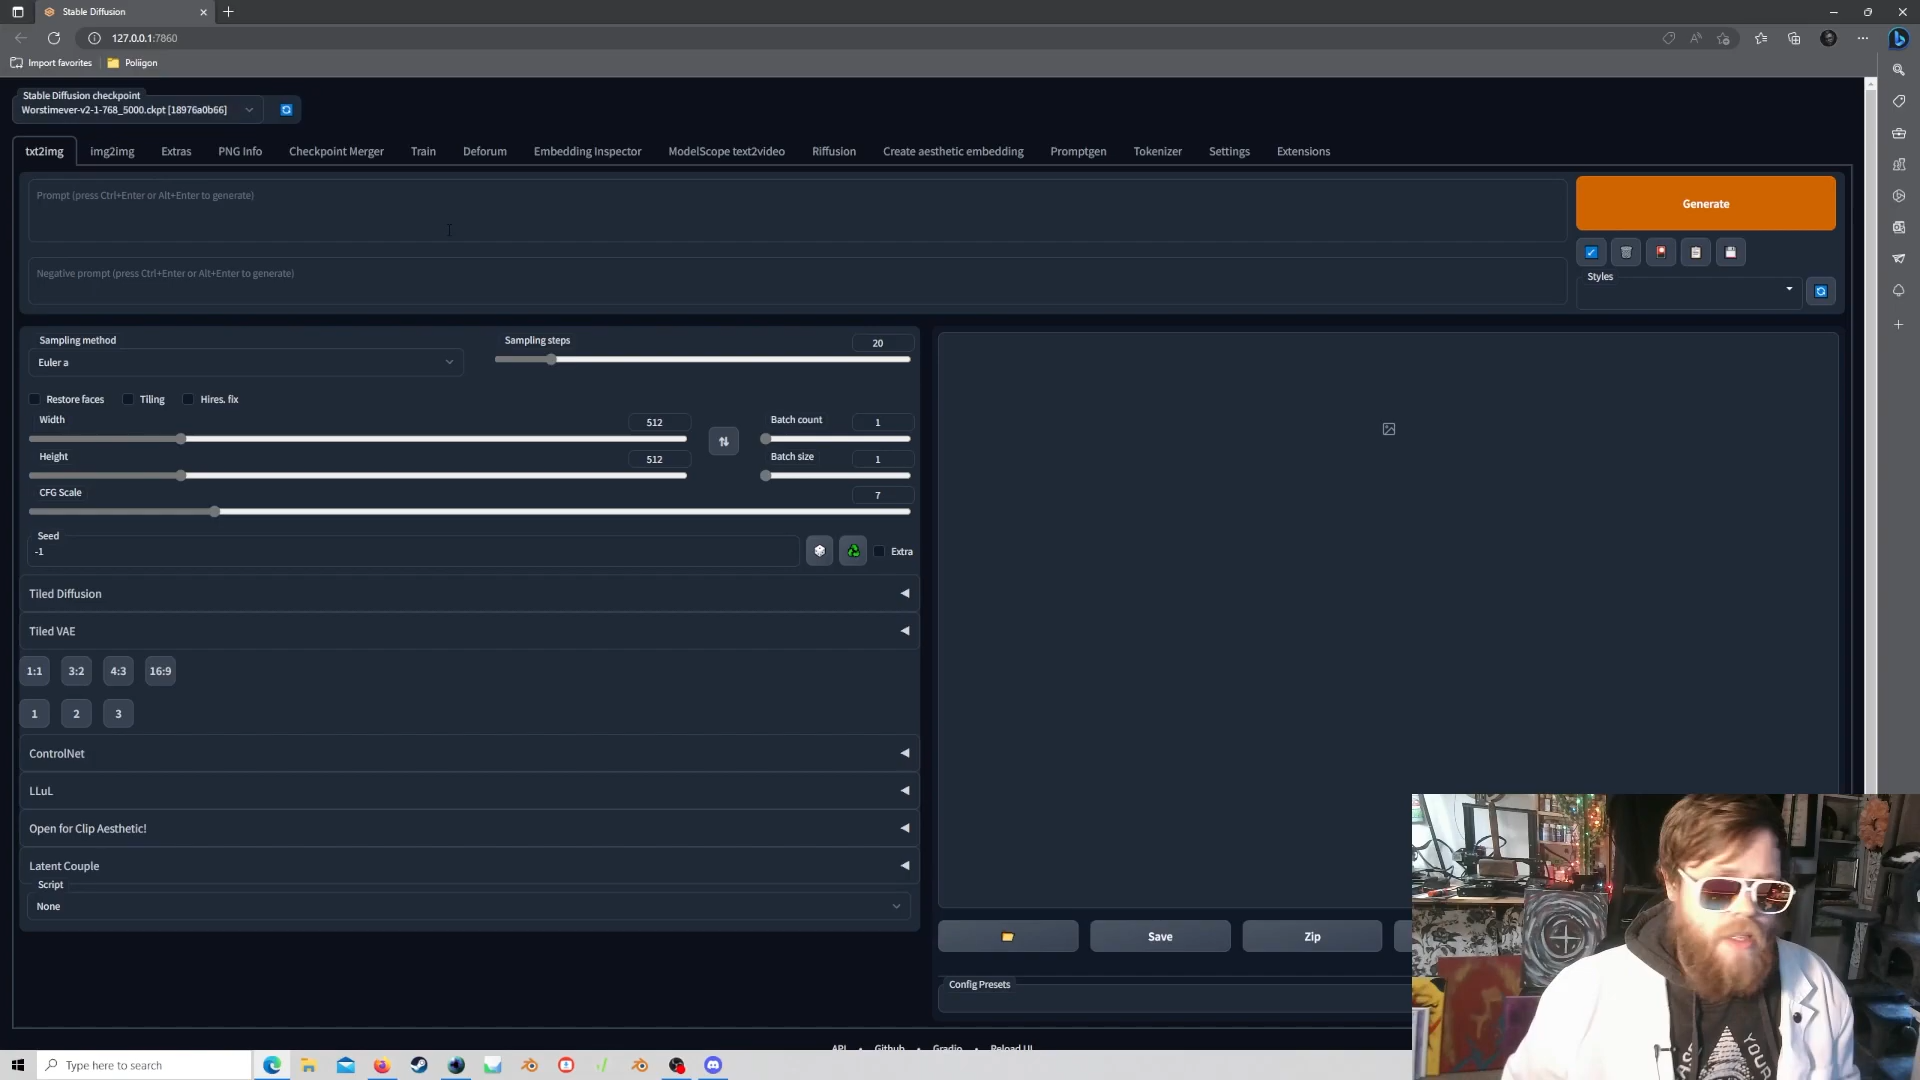 Stable Diffusion
127.0.0.1:7860
Import favorites
Poliigon
Stable Diffusion checkpoint
Worstimever-v2-1-768_5000.ckpt [18976a0b66]
txt2img img2img Extras PNG Info Checkpoint Merger Train Deforum Embedding Inspector ModelScope text2video Riffusion Create aesthetic embedding Promptgen Tokenizer Settings Extensions
Prompt (press Ctrl+Enter or Alt+Enter to generate)
Generate
Negative prompt (press Ctrl+Enter or Alt+Enter to generate)
Styles
Sampling method
Euler a
Sampling steps
20
Restore faces Tiling Hires. fix
Width
512
Batch count
1
Height
512
Batch size
1
CFG Scale
7
Seed
-1
Extra
Tiled Diffusion
Tiled VAE
1:1 3:2 4:3 16:9
1 2 3
ControlNet
LLuL
Open for Clip Aesthetic!
Latent Couple
Script
None
Save
Zip
Config Presets
API • Github • Gradio • Reload UI
Type here to search
YOUR